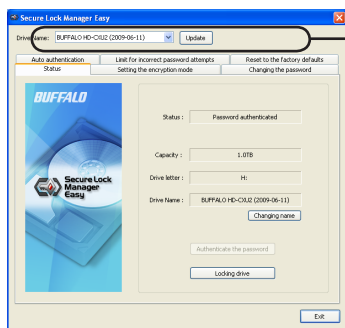 Secure Lock Manager Easy
Drive Name: BUFFALO HD-CXU2 (2009-06-11) Update
Auto authentication Limit for incorrect password attempts Reset to the factory defaults
Status Setting the encryption mode Changing the password
BUFFALO
Secure Lock
Manager
Easy
Status : Password authenticated
Capacity : 1.0TB
Drive letter : H:
Drive Name : BUFFALO HD-CXU2 (2009-06-11)
Changing name
Authenticate the password
Locking drive
Exit